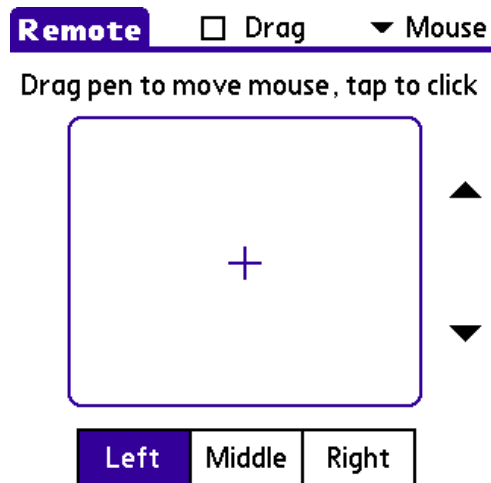 Remote Drag Mouse
Drag pen to move mouse, tap to click
Left Middle Right